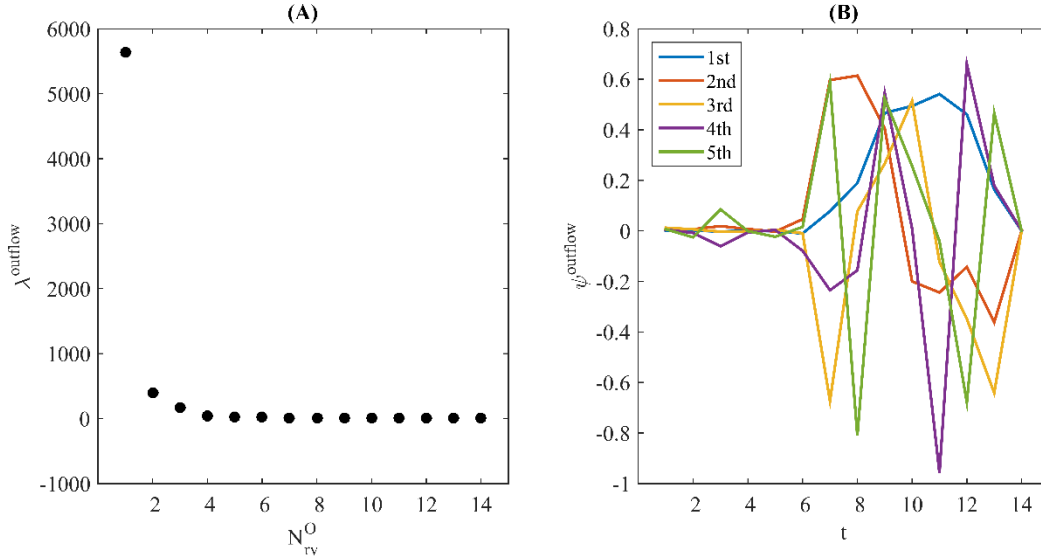 (A)
6000
5000
4000
3000
2000
1000
0
-1000
2 4 6 8 10 12 14
λ^outflow
N_rv^O
(B)
0.8
0.6
0.4
0.2
0
-0.2
-0.4
-0.6
-0.8
-1
2 4 6 8 10 12 14
ψ^outflow
t
1st
2nd
3rd
4th
5th